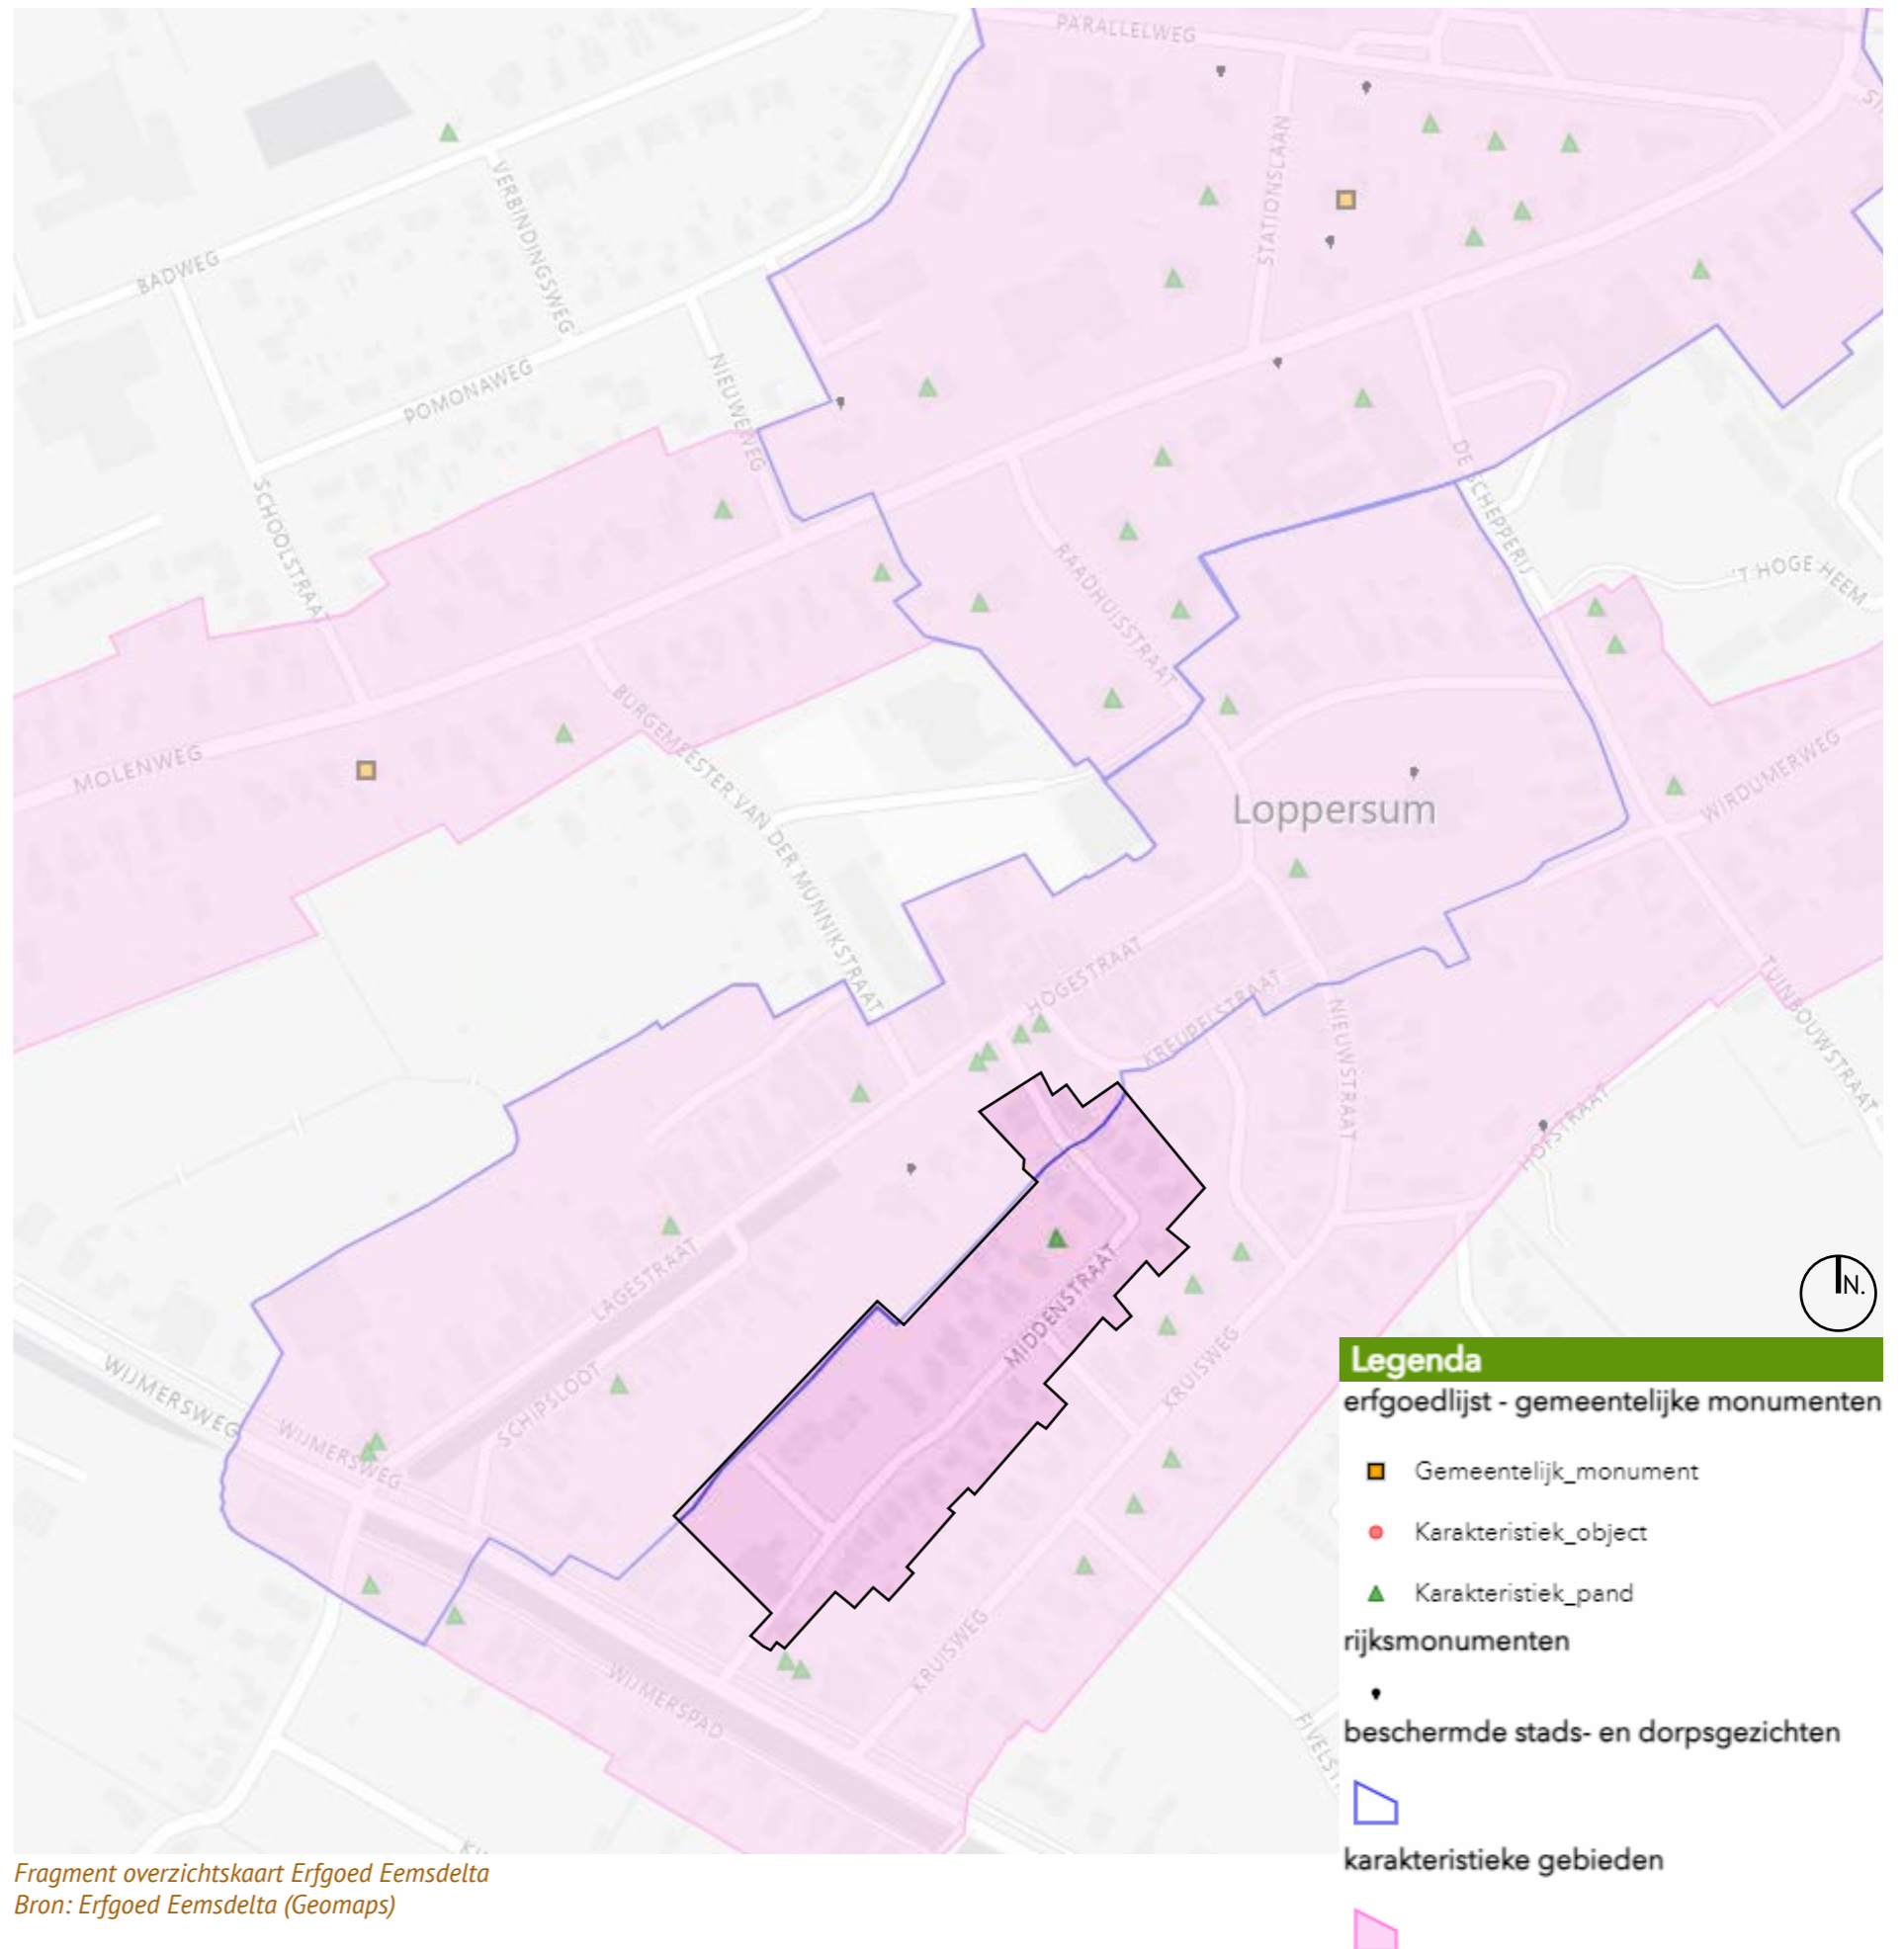 PARALLELWEG
STATIONSLAAN
VERBINDINGSWEG
BADWEG
POMONAWEG
NIEUWEWEG
SCHOOLSTRAAT
DE SCHEPPERIJ
RAADHUISSTRAAT
'T HOGE HEEM
MOLENWEG
BURGEMEESTER VAN DER MUNNIKSTRAAT
WIRDUMERWEG
Loppersum
HOGESTRAAT
KREUPELSTRAAT
NIEUWSTRAAT
TUINBOUWSTRAAT
HOFSTRAAT
LAGESTRAAT
MIDDENSTRAAT
KRUISWEG
SCHIPSLOOT
WIJMERSWEG
WIJMERSWEG
KRUISWEG
WIJMERSPAD
N.
Legenda
erfgoedlijst - gemeentelijke monumenten
Gemeentelijk_monument
Karakteristiek_object
Karakteristiek_pand
rijksmonumenten
beschermde stads- en dorpsgezichten
karakteristieke gebieden
Fragment overzichtskaart Erfgoed Eemsdelta
Bron: Erfgoed Eemsdelta (Geomaps)